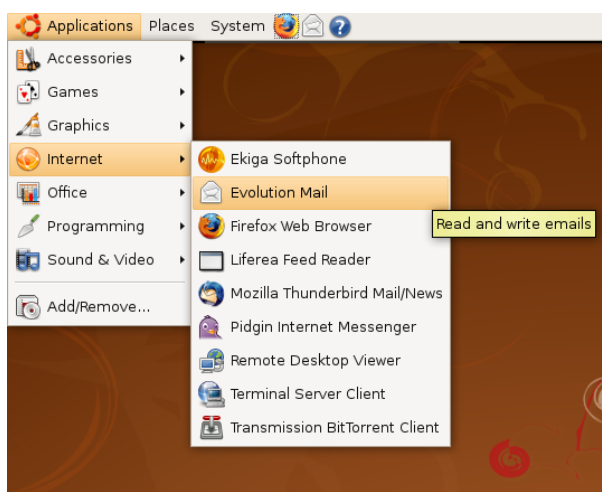 Applications Places System
Accessories
Games
Graphics
Internet
Office
Programming
Sound & Video
Add/Remove...
Ekiga Softphone
Evolution Mail
Firefox Web Browser
Liferea Feed Reader
Mozilla Thunderbird Mail/News
Pidgin Internet Messenger
Remote Desktop Viewer
Terminal Server Client
Transmission BitTorrent Client
Read and write emails